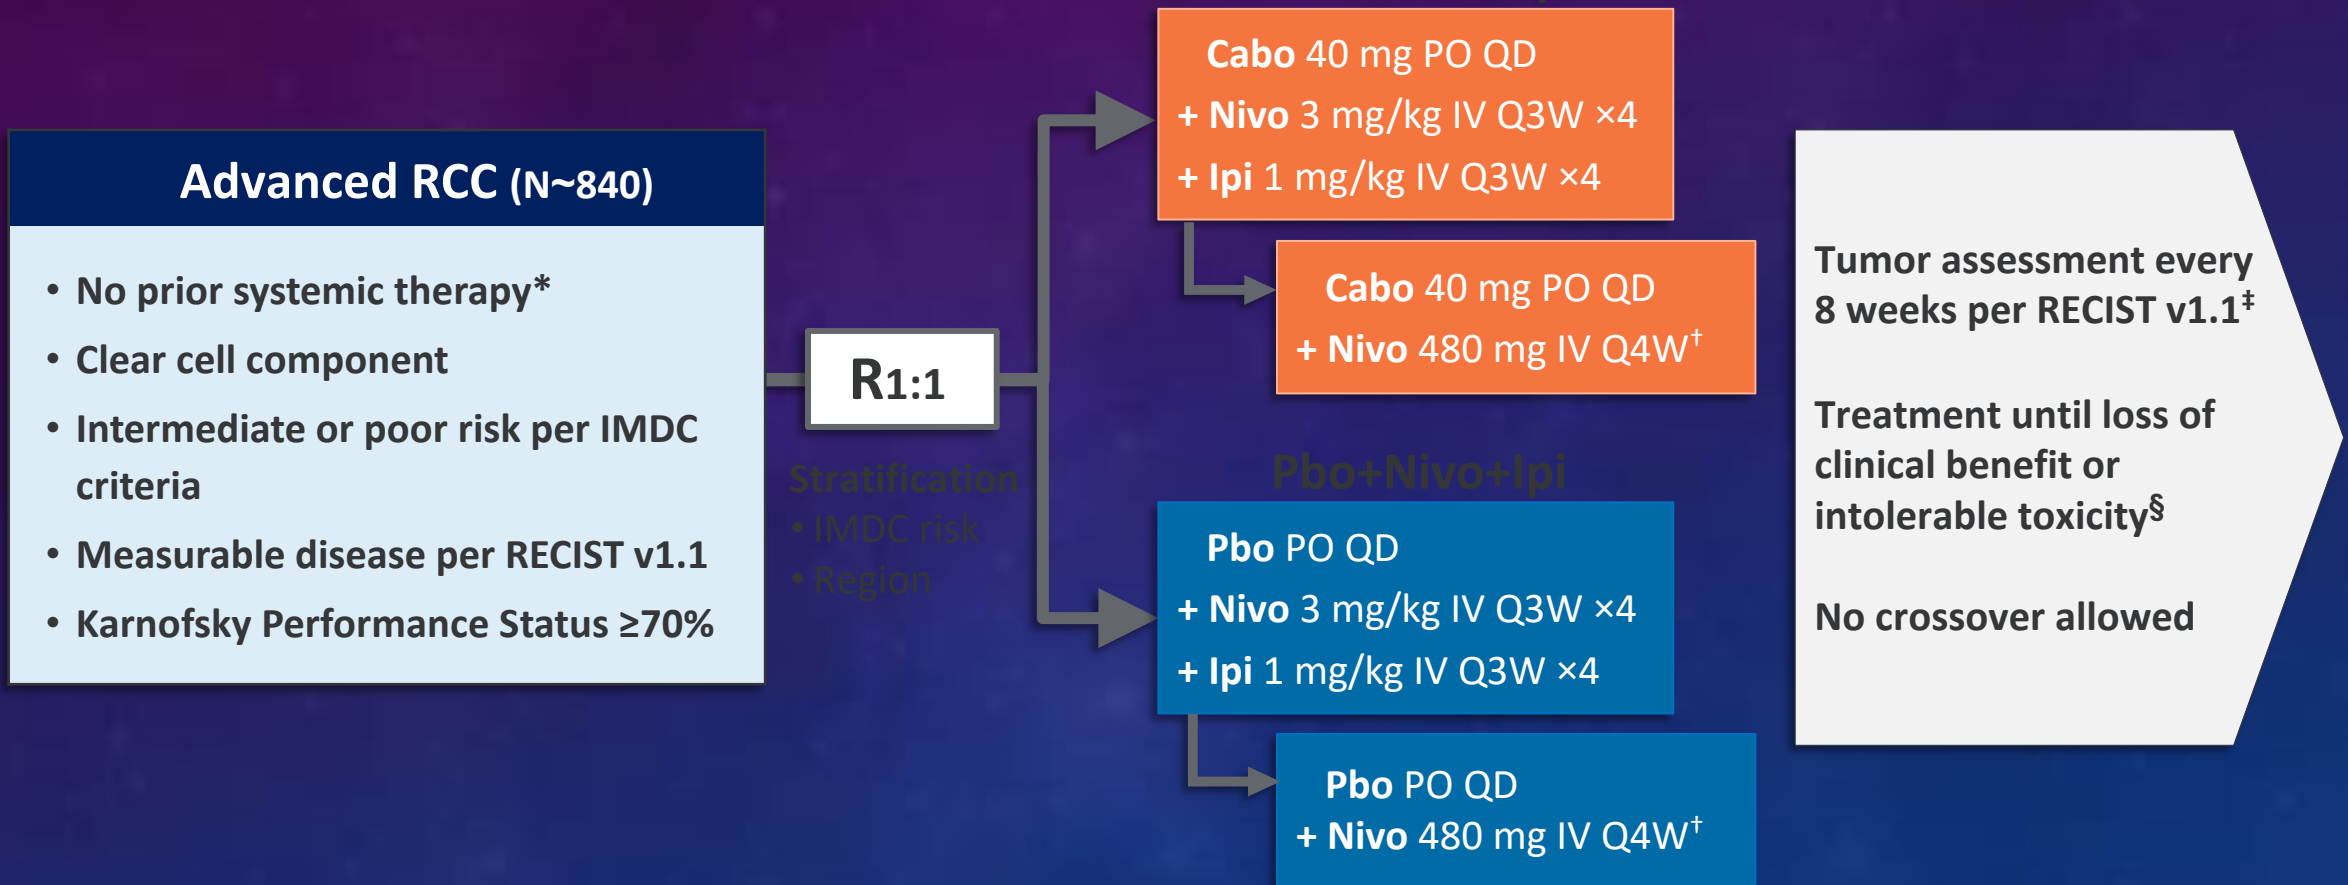 Advanced RCC (N~840)
• No prior systemic therapy*
• Clear cell component
• Intermediate or poor risk per IMDC
criteria
• Measurable disease per RECIST v1.1
• Karnofsky Performance Status ≥70%
R1:1
Stratification
• IMDC risk
• Region
Cabo 40 mg PO QD
+ Nivo 3 mg/kg IV Q3W ×4
+ Ipi 1 mg/kg IV Q3W ×4
Cabo 40 mg PO QD
+ Nivo 480 mg IV Q4W†
Pbo+Nivo+Ipi
Pbo PO QD
+ Nivo 3 mg/kg IV Q3W ×4
+ Ipi 1 mg/kg IV Q3W ×4
Pbo PO QD
+ Nivo 480 mg IV Q4W†
Tumor assessment every
8 weeks per RECIST v1.1‡
Treatment until loss of
clinical benefit or
intolerable toxicity§
No crossover allowed